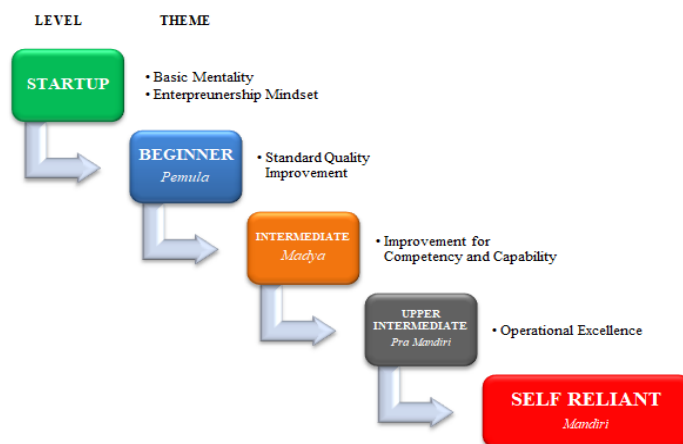 LEVEL THEME
STARTUP
• Basic Mentality
• Enterpreunership Mindset
BEGINNER
Pemula
• Standard Quality
Improvement
INTERMEDIATE
Madya
• Improvement for
Competency and Capability
UPPER
INTERMEDIATE
Pra Mandiri
• Operational Excellence
SELF RELIANT
Mandiri